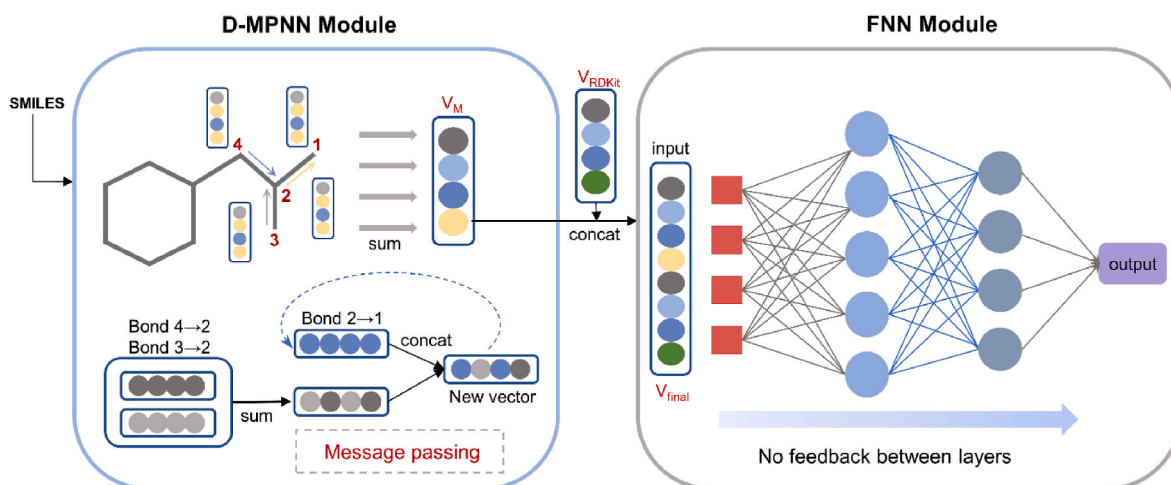 D-MPNN Module
FNN Module
SMILES
4
1
2
3
sum
V_M
V_RDKit
concat
input
V_final
output
Bond 4→2
Bond 3→2
sum
Bond 2→1
concat
New vector
Message passing
No feedback between layers